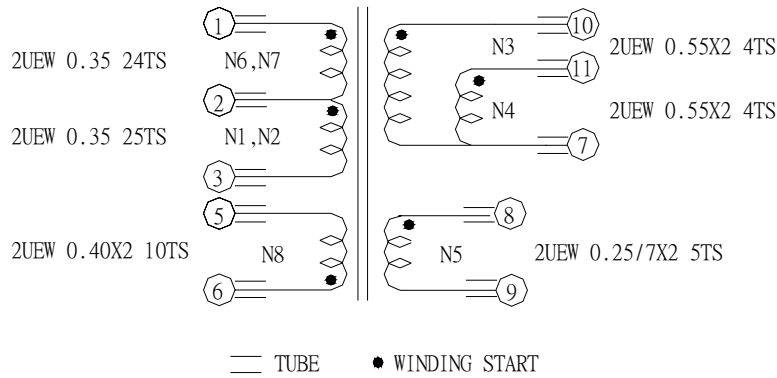 1
10
2UEW 0.35 24TS
N6,N7
N3
2UEW 0.55X2 4TS
11
2
N4
2UEW 0.55X2 4TS
2UEW 0.35 25TS
N1,N2
7
3
5
8
2UEW 0.40X2 10TS
N8
N5
2UEW 0.25/7X2 5TS
6
9
TUBE
WINDING START